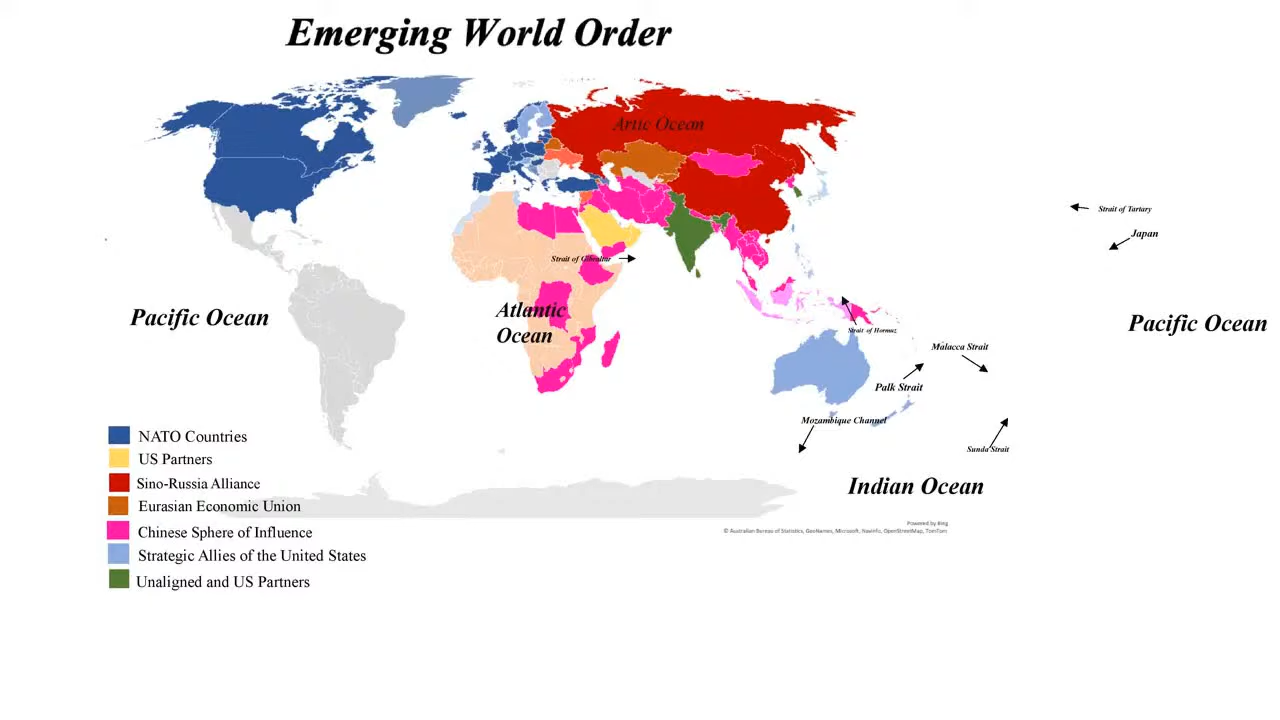 Emerging World Order
Artic Ocean
Strait of Tartary
Japan
Strait of Gibraltar
Pacific Ocean
Atlantic
Ocean
Pacific Ocean
Strait of Hormuz
Malacca Strait
Palk Strait
Mozambique Channel
Sunda Strait
Indian Ocean
NATO Countries
US Partners
Sino-Russia Alliance
Eurasian Economic Union
Chinese Sphere of Influence
Strategic Allies of the United States
Unaligned and US Partners
Powered by Bing
© Australian Bureau of Statistics, GeoNames, Microsoft, Navinfo, OpenStreetMap, TomTom